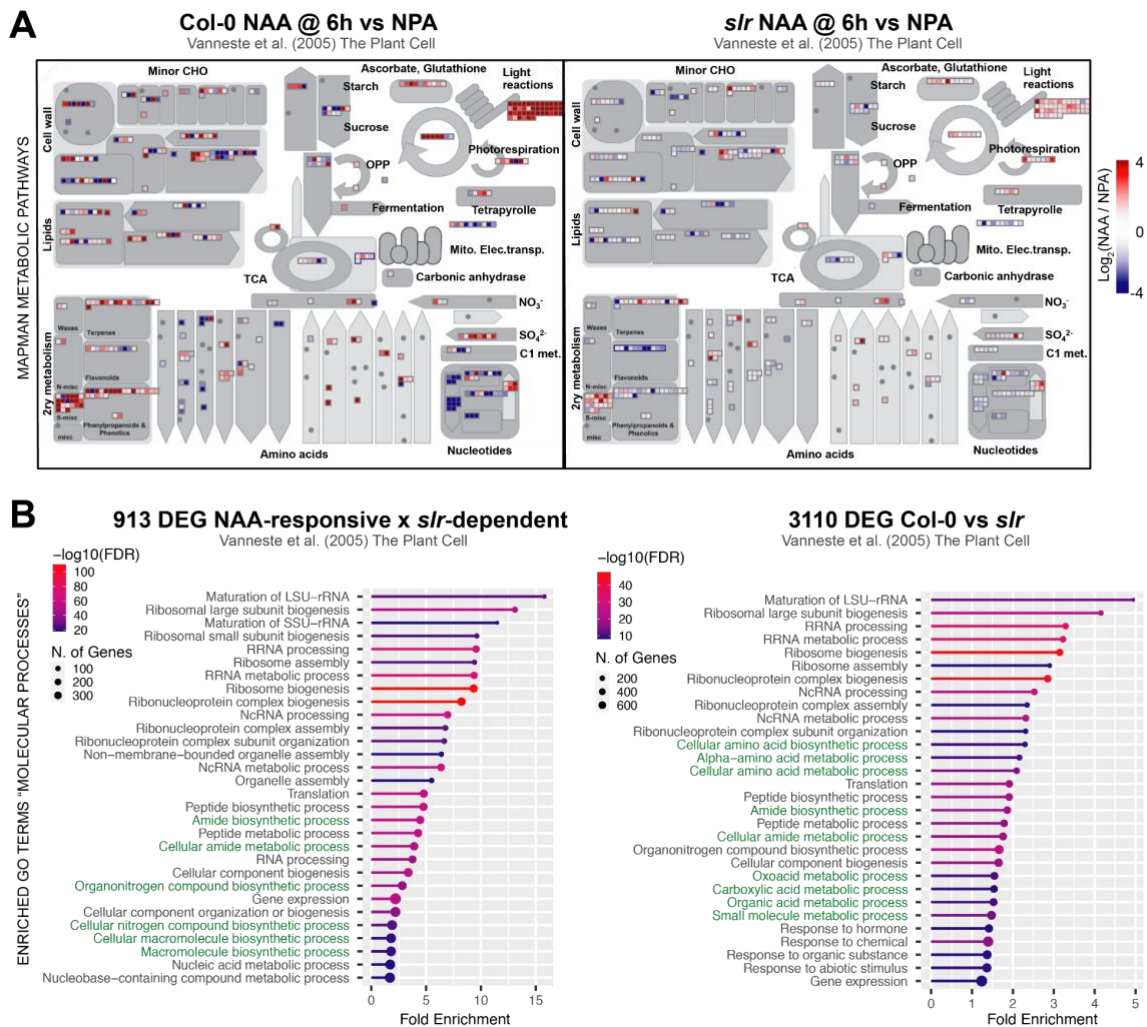 A
Col-0 NAA @ 6h vs NPA
Vanneste et al. (2005) The Plant Cell
slr NAA @ 6h vs NPA
Vanneste et al. (2005) The Plant Cell
MAPMAN METABOLIC PATHWAYS
Minor CHO
Ascorbate, Glutathione
Light
reactions
Starch
Cell wall
Sucrose
Photorespiration
OPP
Tetrapyrolle
Fermentation
Lipids
Mito. Elec.transp.
TCA
Carbonic anhydrase
NO3-
Waxes
Terpenes
SO42-
C1 met.
Flavonoids
2ry metabolism
N-misc
S-misc
Phenylpropanoids &
Phenolics
misc
Amino acids
Nucleotides
Minor CHO
Ascorbate, Glutathione
Light
reactions
Starch
Cell wall
Sucrose
Photorespiration
OPP
Tetrapyrolle
Fermentation
Lipids
Mito. Elec.transp.
TCA
Carbonic anhydrase
NO3-
Waxes
Terpenes
SO42-
C1 met.
Flavonoids
2ry metabolism
N-misc
S-misc
Phenylpropanoids &
Phenolics
misc
Amino acids
Nucleotides
4
0
-4
Log2(NAA / NPA)
B
913 DEG NAA-responsive x slr-dependent
Vanneste et al. (2005) The Plant Cell
ENRICHED GO TERMS "MOLECULAR PROCESSES"
−log10(FDR)
100
80
60
40
20
N. of Genes
100
200
300
Maturation of LSU−rRNA
Ribosomal large subunit biogenesis
Maturation of SSU−rRNA
Ribosomal small subunit biogenesis
RRNA processing
Ribosome assembly
RRNA metabolic process
Ribosome biogenesis
Ribonucleoprotein complex biogenesis
NcRNA processing
Ribonucleoprotein complex assembly
Ribonucleoprotein complex subunit organization
Non−membrane−bounded organelle assembly
NcRNA metabolic process
Organelle assembly
Translation
Peptide biosynthetic process
Amide biosynthetic process
Peptide metabolic process
Cellular amide metabolic process
RNA processing
Cellular component biogenesis
Organonitrogen compound biosynthetic process
Gene expression
Cellular component organization or biogenesis
Cellular nitrogen compound biosynthetic process
Cellular macromolecule biosynthetic process
Macromolecule biosynthetic process
Nucleic acid metabolic process
Nucleobase−containing compound metabolic process
0 5 10 15
Fold Enrichment
3110 DEG Col-0 vs slr
Vanneste et al. (2005) The Plant Cell
−log10(FDR)
40
30
20
10
N. of Genes
200
400
600
Maturation of LSU−rRNA
Ribosomal large subunit biogenesis
RRNA processing
RRNA metabolic process
Ribosome biogenesis
Ribosome assembly
Ribonucleoprotein complex biogenesis
NcRNA processing
Ribonucleoprotein complex assembly
NcRNA metabolic process
Ribonucleoprotein complex subunit organization
Cellular amino acid biosynthetic process
Alpha−amino acid metabolic process
Cellular amino acid metabolic process
Translation
Peptide biosynthetic process
Amide biosynthetic process
Peptide metabolic process
Cellular amide metabolic process
Organonitrogen compound biosynthetic process
Cellular component biogenesis
Oxoacid metabolic process
Carboxylic acid metabolic process
Organic acid metabolic process
Small molecule metabolic process
Response to hormone
Response to chemical
Response to organic substance
Response to abiotic stimulus
Gene expression
0 1 2 3 4 5
Fold Enrichment